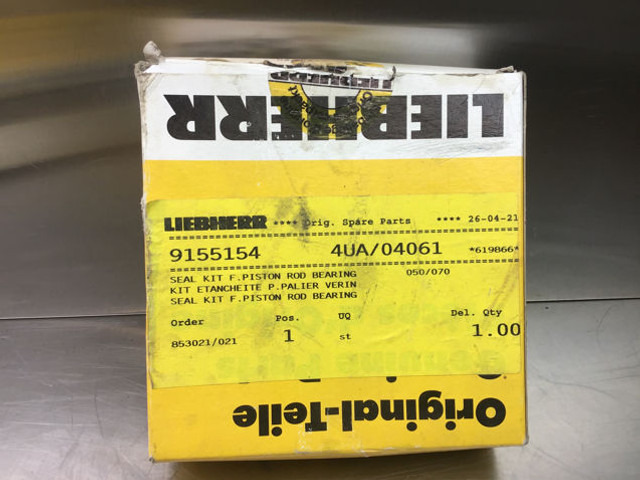 LIEBHERR
LIEBHERR
LIEBHERR **** Orig. Spare Parts **** 26-04-21
9155154 4UA/04061 *619866*
SEAL KIT F.PISTON ROD BEARING 050/070
KIT ETANCHEITE P.PALIER VERIN
SEAL KIT F.PISTON ROD BEARING
Order Pos. UQ Del. Qty
853021/021 1 st 1.00
Original-Teile